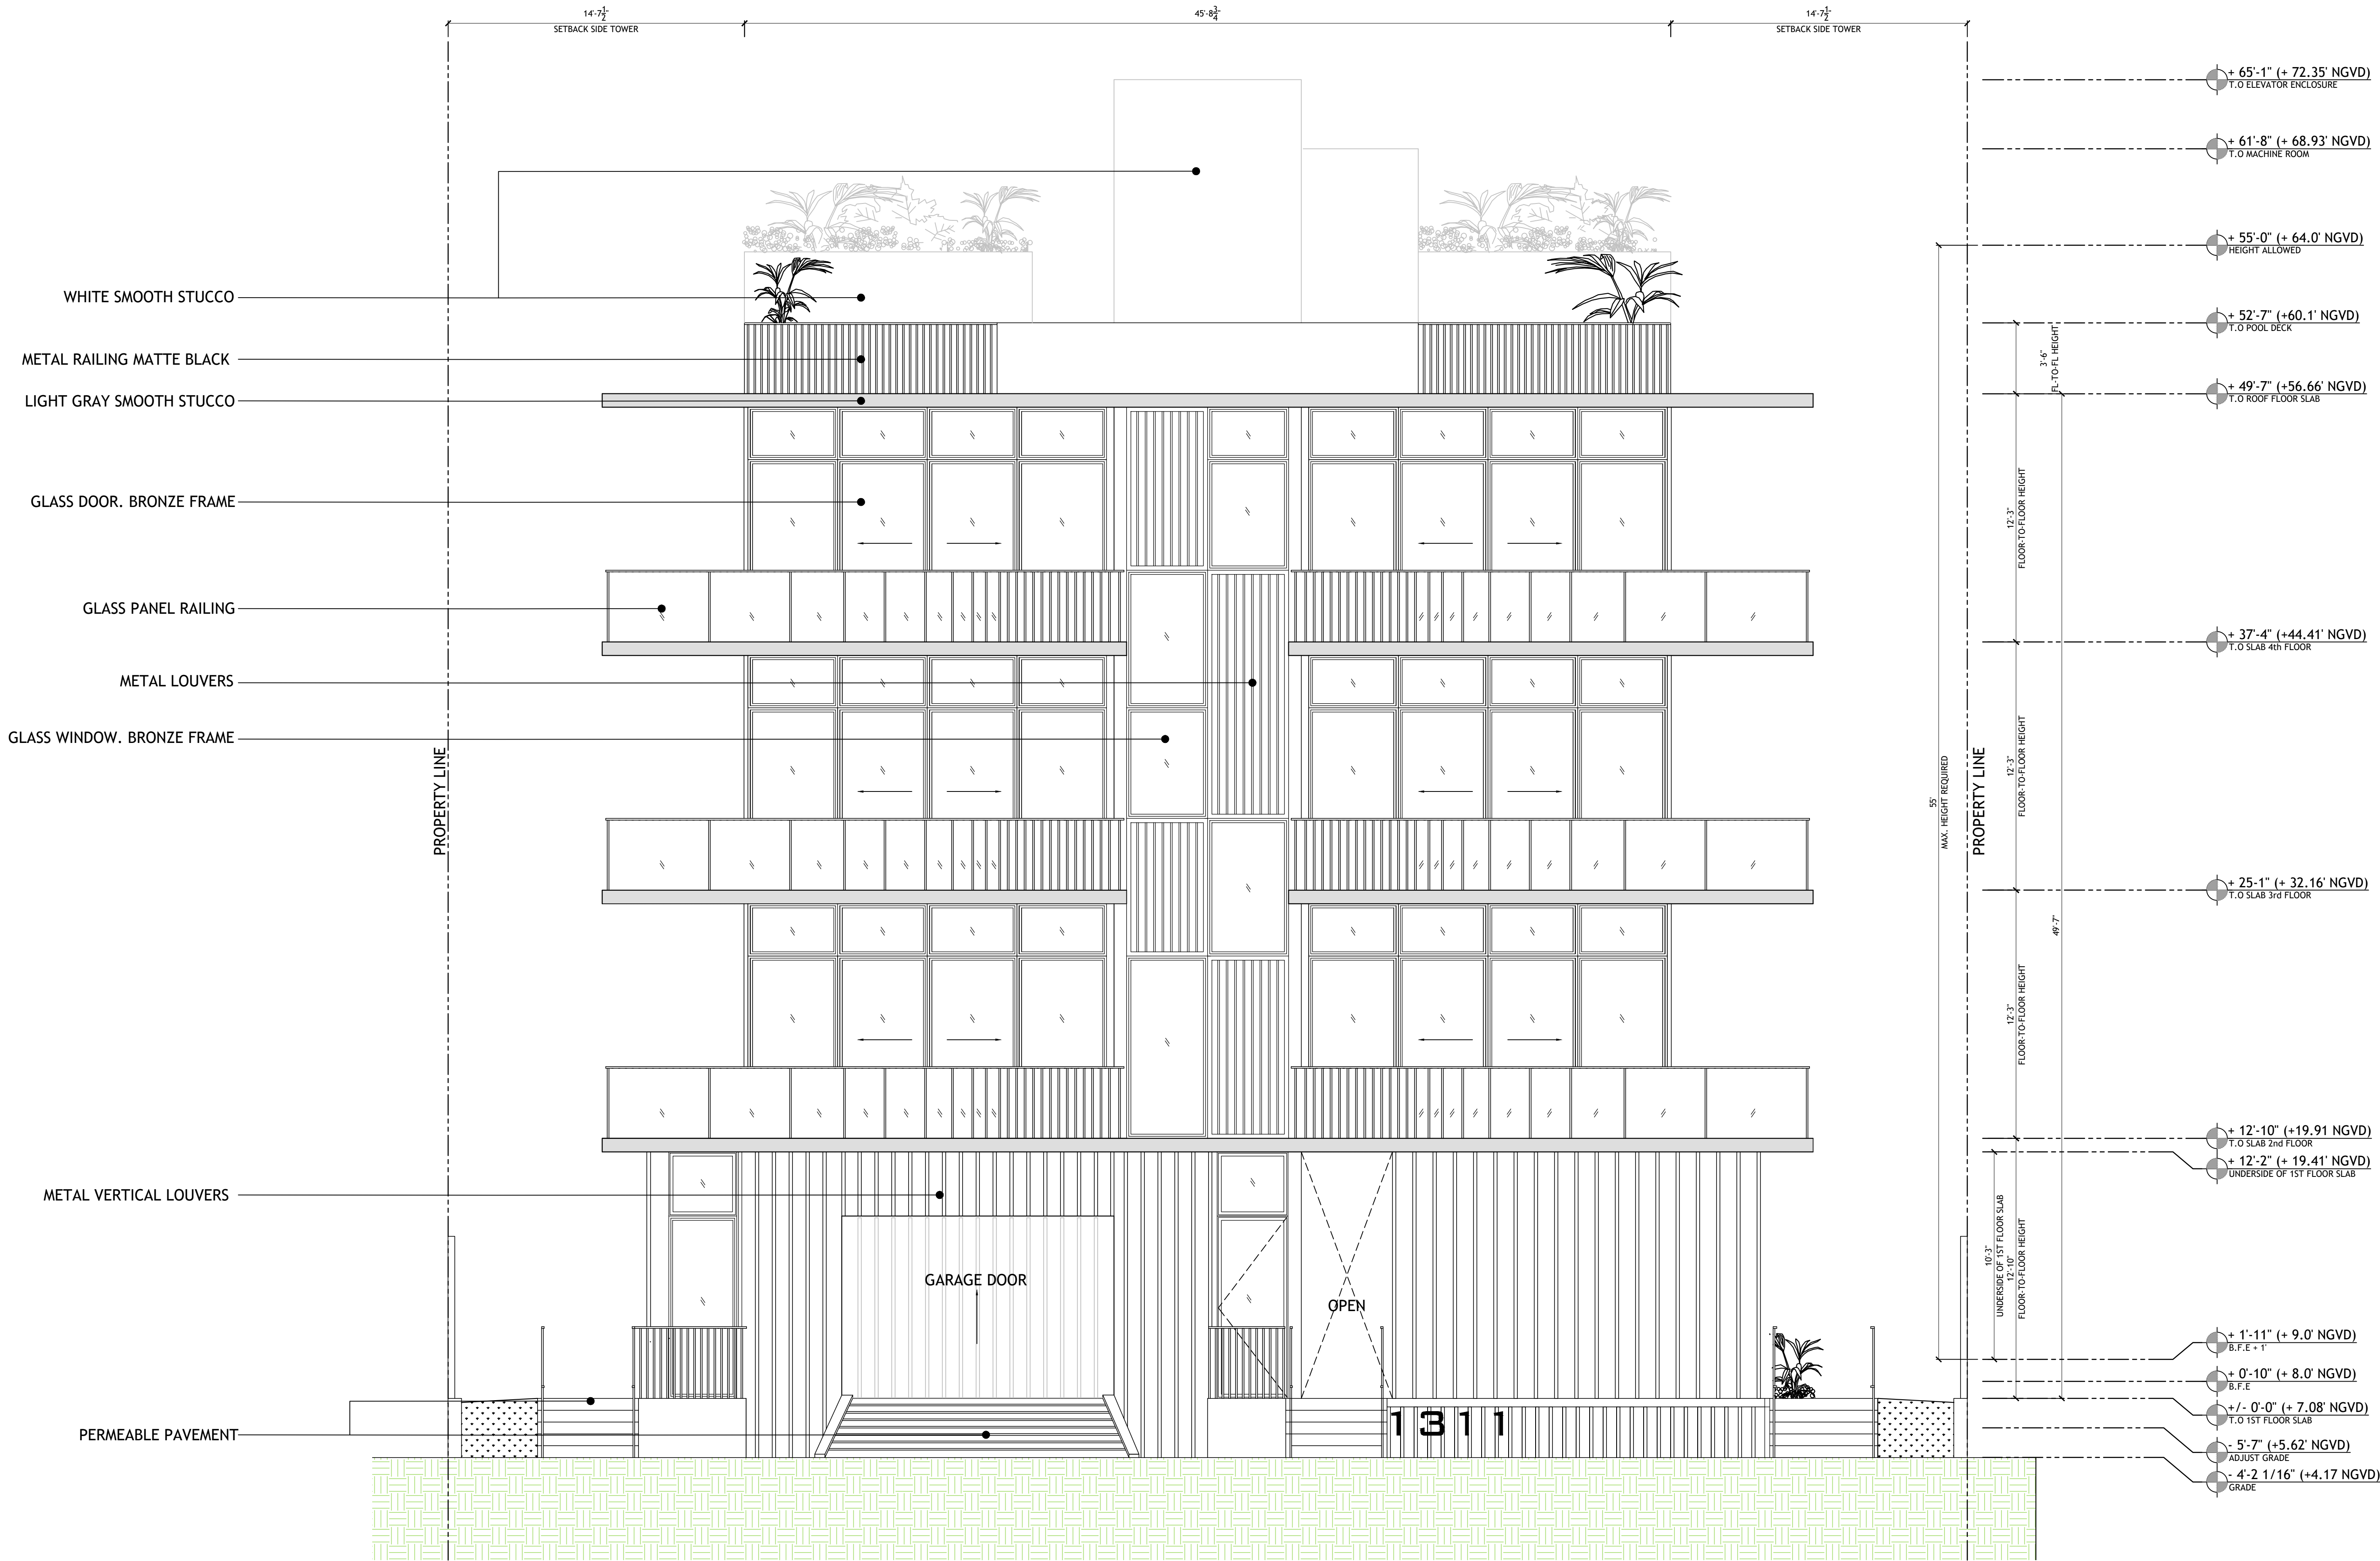 14'-7 1/2"
45'-8 3/4"
14'-7 1/2"
SETBACK SIDE TOWER
SETBACK SIDE TOWER
+ 65'-1" (+ 72.35' NGVD)
T.O ELEVATOR ENCLOSURE
+ 61'-8" (+ 68.93' NGVD)
T.O MACHINE ROOM
+ 55'-0" (+ 64.0' NGVD)
HEIGHT ALLOWED
WHITE SMOOTH STUCCO
+ 52'-7" (+60.1' NGVD)
T.O POOL DECK
3'-6"
FL-TO-FL HEIGHT
METAL RAILING MATTE BLACK
+ 49'-7" (+56.66' NGVD)
T.O ROOF FLOOR SLAB
LIGHT GRAY SMOOTH STUCCO
GLASS DOOR. BRONZE FRAME
12'-3"
FLOOR-TO-FLOOR HEIGHT
GLASS PANEL RAILING
+ 37'-4" (+44.41' NGVD)
T.O SLAB 4th FLOOR
METAL LOUVERS
GLASS WINDOW. BRONZE FRAME
PROPERTY LINE
55'
MAX. HEIGHT REQUIRED
PROPERTY LINE
12'-3"
FLOOR-TO-FLOOR HEIGHT
+ 25-1" (+ 32.16' NGVD)
T.O SLAB 3rd FLOOR
49'-7"
12'-3"
FLOOR-TO-FLOOR HEIGHT
+ 12'-10" (+19.91 NGVD)
T.O SLAB 2nd FLOOR
+ 12'-2" (+ 19.41' NGVD)
UNDERSIDE OF 1ST FLOOR SLAB
METAL VERTICAL LOUVERS
10'-3"
UNDERSIDE OF 1ST FLOOR SLAB
12'-10"
FLOOR-TO-FLOOR HEIGHT
GARAGE DOOR
OPEN
+ 1'-11" (+ 9.0' NGVD)
B.F.E + 1'
+ 0'-10" (+ 8.0' NGVD)
B.F.E
+/- 0'-0" (+ 7.08' NGVD)
T.O 1ST FLOOR SLAB
1311
PERMEABLE PAVEMENT
- 5'-7" (+5.62' NGVD)
ADJUST GRADE
- 4'-2 1/16" (+4.17 NGVD)
GRADE